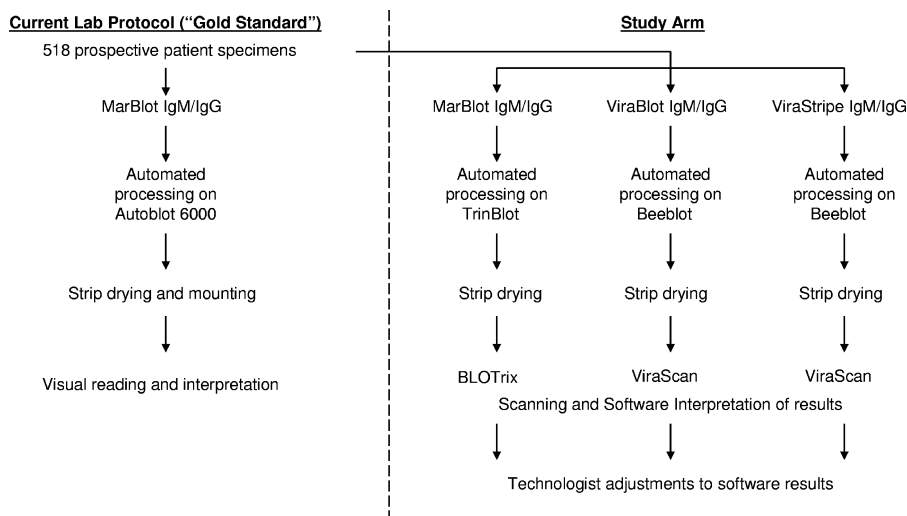 Current Lab Protocol (“Gold Standard”)
518 prospective patient specimens
MarBlot IgM/IgG
Automated
processing on
Autoblot 6000
Strip drying and mounting
Visual reading and interpretation
Study Arm
MarBlot IgM/IgG
ViraBlot IgM/IgG
ViraStripe IgM/IgG
Automated
processing on
TrinBlot
Automated
processing on
Beeblot
Automated
processing on
Beeblot
Strip drying
Strip drying
Strip drying
BLOTrix
ViraScan
ViraScan
Scanning and Software Interpretation of results
Technologist adjustments to software results